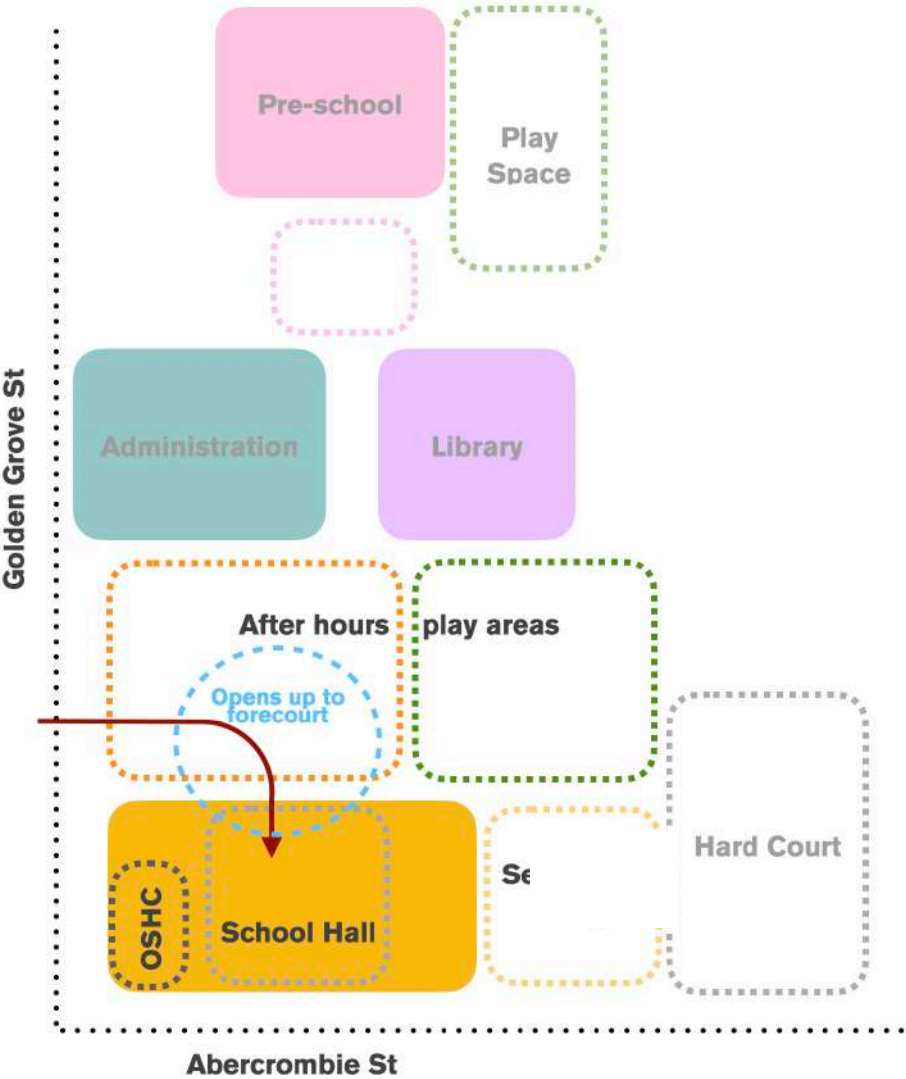 Pre-school
Play
Space
Golden Grove St
Administration
Library
After hours play areas
Opens up to
forecourt
Hard Court
OSHC
School Hall
Abercrombie St